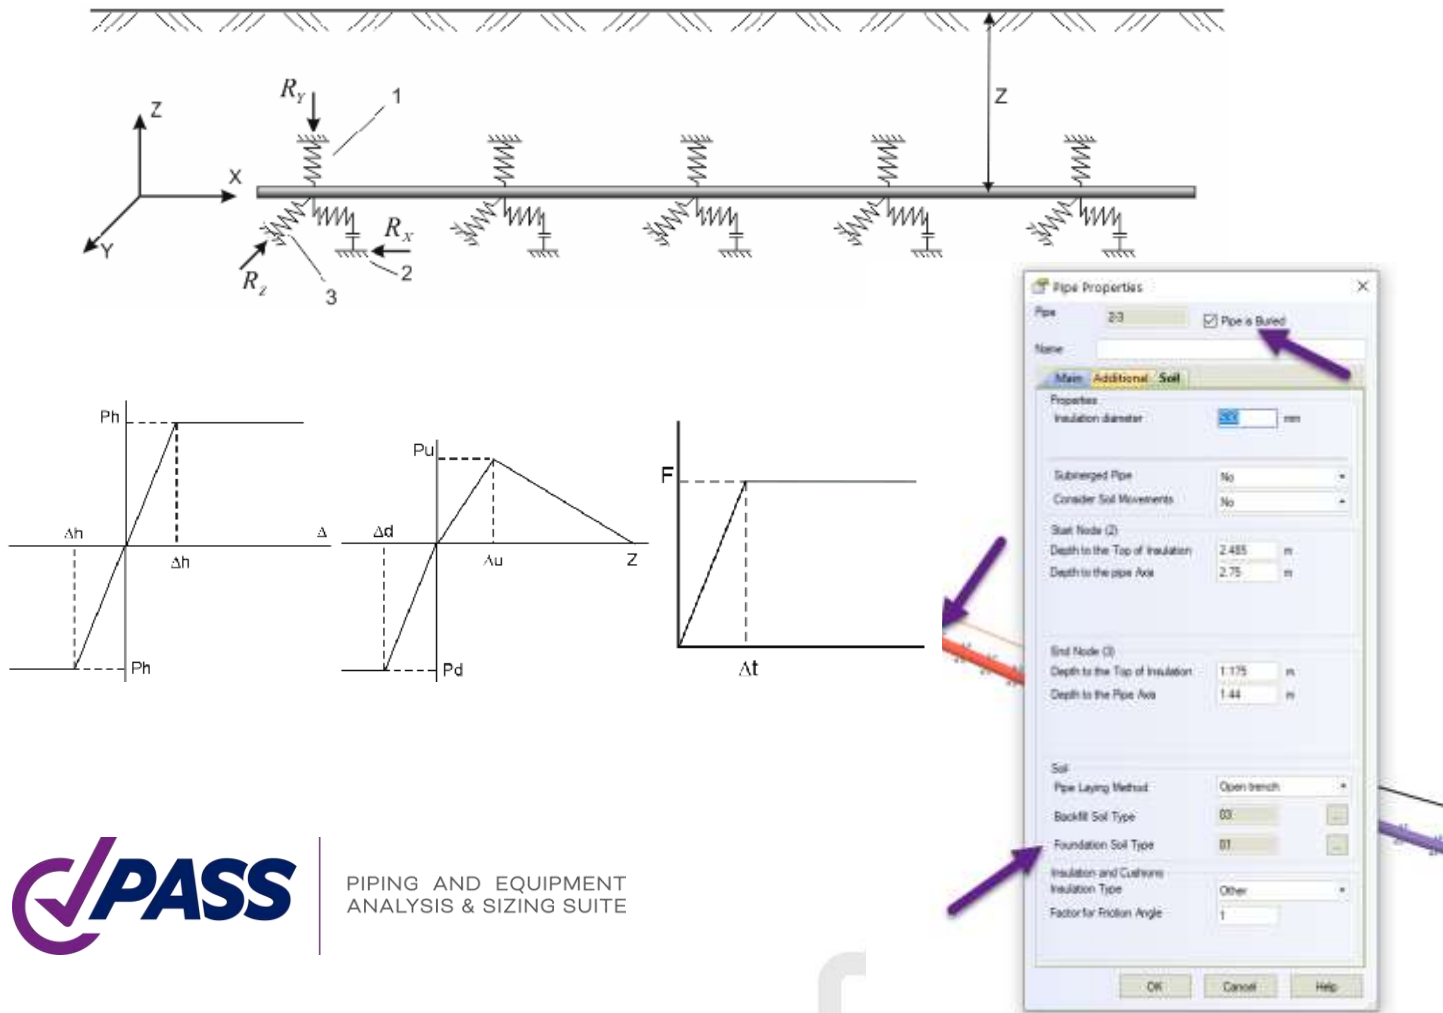 Z
R_Y
1
Z
X
Y
R_X
2
R_Z
3
Ph
Δh
Δ
Δh
Ph
Pu
Δd
Δu
Z
Pd
F
Δt
PASS
PIPING AND EQUIPMENT
ANALYSIS & SIZING SUITE
Pipe Properties
Pipe 2-3 Pipe is Buried
Name
Main Additional Soil
Properties
Insulation diameter 530 mm
Submerged Pipe No
Consider Soil Movements No
Start Node (2)
Depth to the Top of Insulation 2.485 m
Depth to the pipe Axis 2.75 m
End Node (3)
Depth to the Top of Insulation 1.175 m
Depth to the Pipe Axis 1.44 m
Soil
Pipe Laying Method Open trench
Backfill Soil Type 03 ...
Foundation Soil Type 01 ...
Insulation and Cushions
Insulation Type Other
Factor for Friction Angle 1
OK Cancel Help